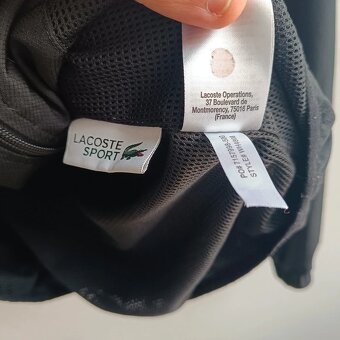 Lacoste Operations,
37 Boulevard de
Montmorency, 75016 Paris
(France)
LACOSTE
SPORT